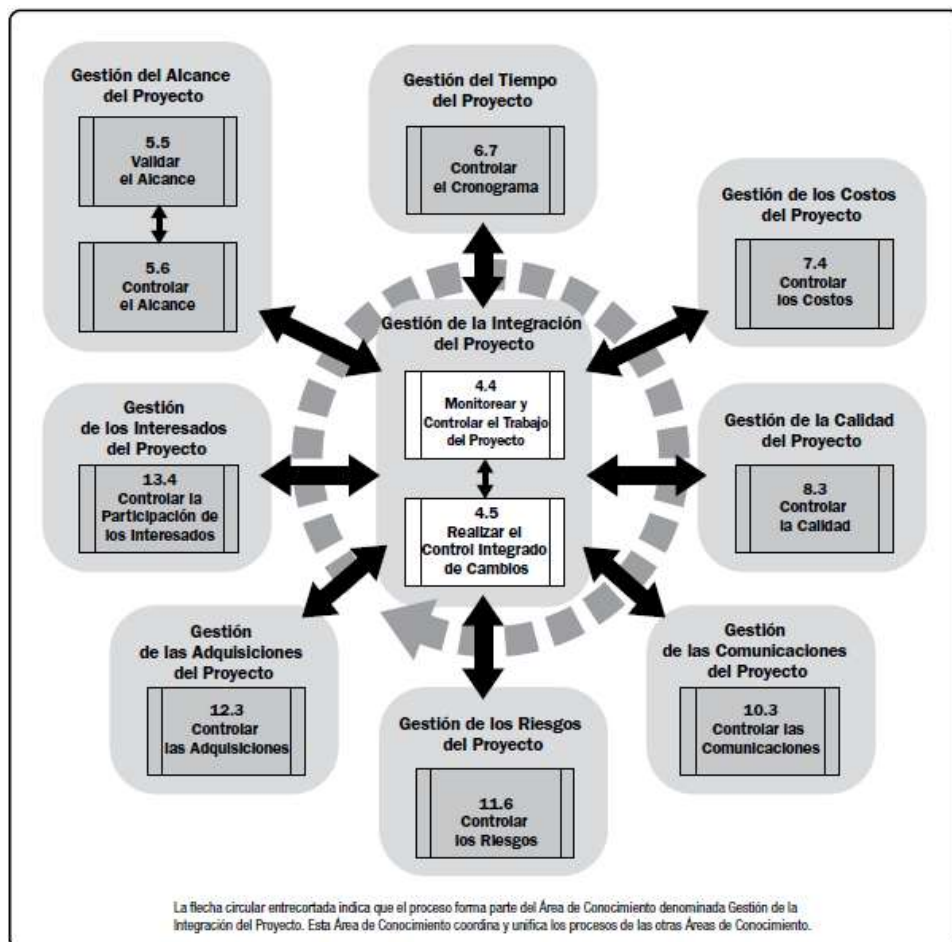 Gestión del Alcance
del Proyecto
5.5
Validar
el Alcance
5.6
Controlar
el Alcance
Gestión del Tiempo
del Proyecto
6.7
Controlar
el Cronograma
Gestión de los Costos
del Proyecto
7.4
Controlar
los Costos
Gestión de la Integración
del Proyecto
4.4
Monitorear y
Controlar el Trabajo
del Proyecto
4.5
Realizar el
Control Integrado
de Cambios
Gestión
de los Interesados
del Proyecto
13.4
Controlar la
Participación de
los Interesados
Gestión de la Calidad
del Proyecto
8.3
Controlar
la Calidad
Gestión
de las Adquisiciones
del Proyecto
12.3
Controlar
las Adquisiciones
Gestión de los Riesgos
del Proyecto
11.6
Controlar
los Riesgos
Gestión
de las Comunicaciones
del Proyecto
10.3
Controlar las
Comunicaciones
La flecha circular entrecortada indica que el proceso forma parte del Área de Conocimiento denominada Gestión de la
Integración del Proyecto. Esta Área de Conocimiento coordina y unifica los procesos de las otras Áreas de Conocimiento.